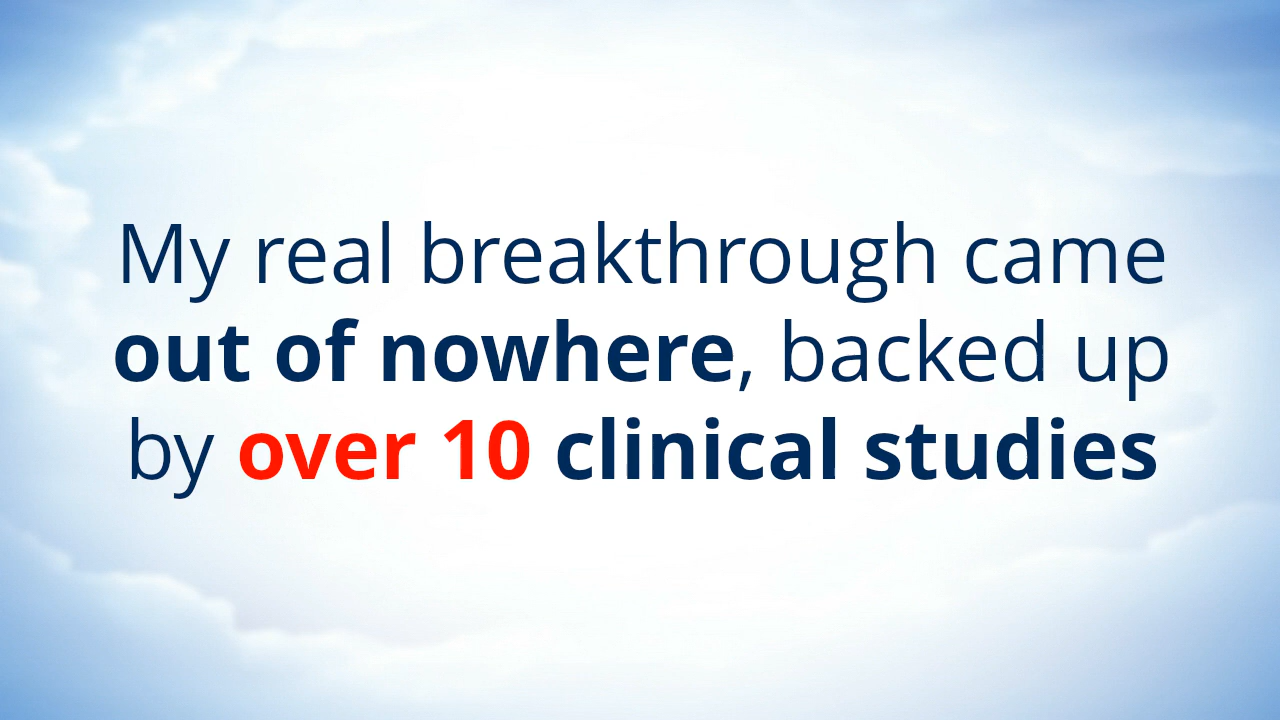 My real breakthrough came
out of nowhere, backed up
by over 10 clinical studies